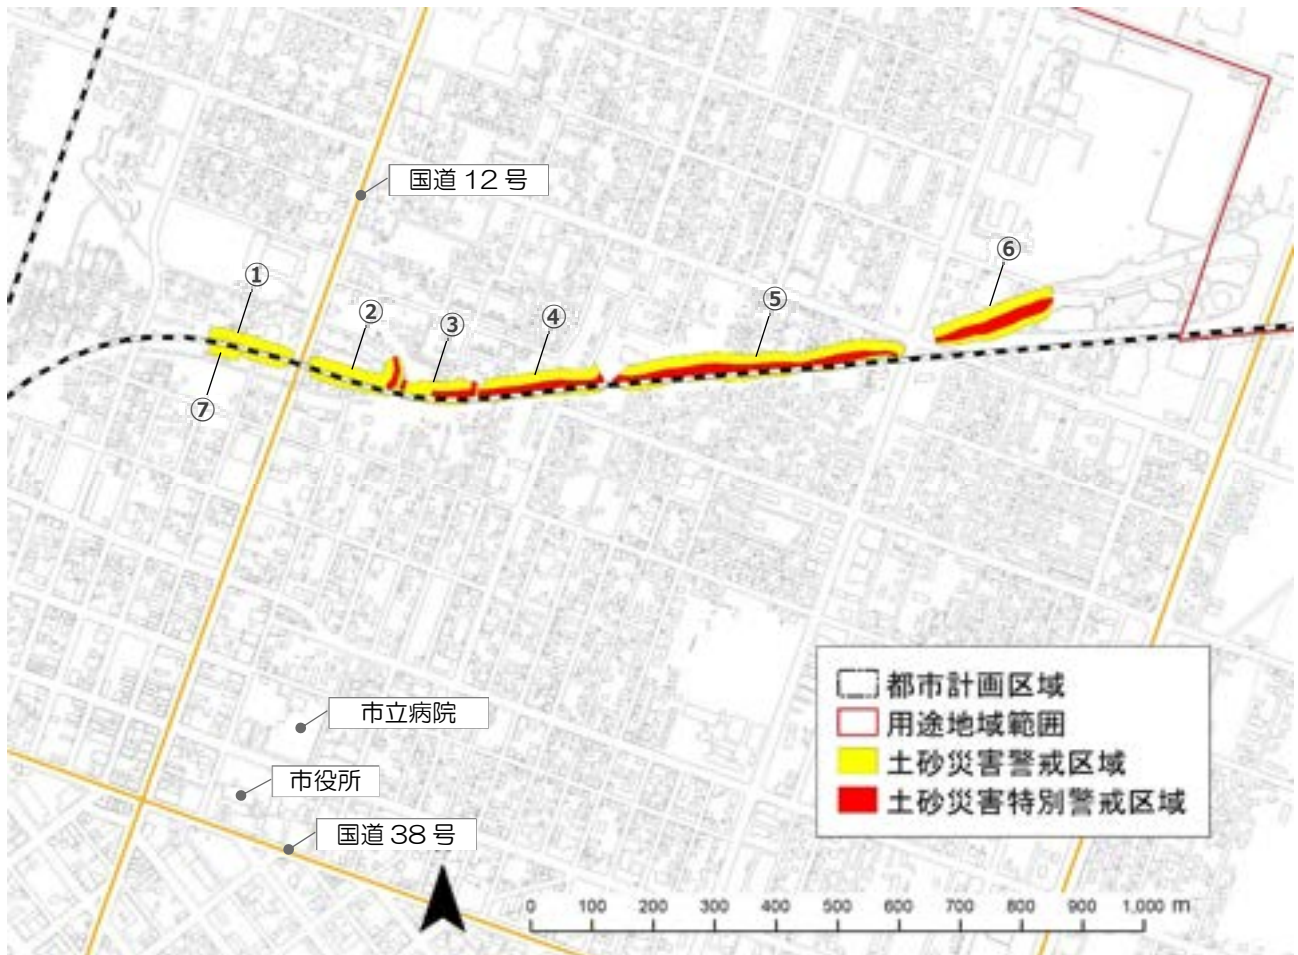 国道 12 号
⑥
①
⑤
②
④
③
⑦
都市計画区域
用途地域範囲
土砂災害警戒区域
土砂災害特別警戒区域
市立病院
市役所
国道 38 号
0 100 200 300 400 500 600 700 800 900 1,000 m